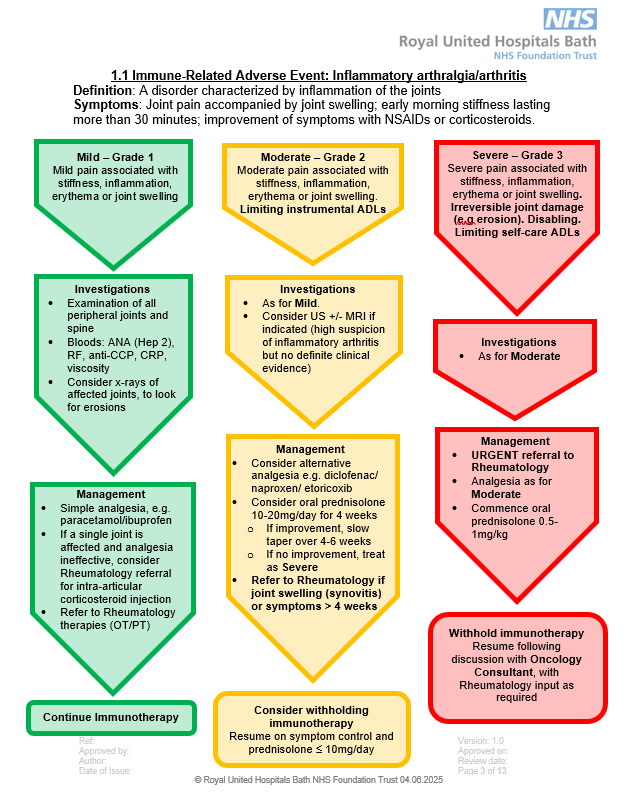 NHS
Royal United Hospitals Bath
NHS Foundation Trust
1.1 Immune-Related Adverse Event: Inflammatory arthralgia/arthritis
Definition: A disorder characterized by inflammation of the joints
Symptoms: Joint pain accompanied by joint swelling; early morning stiffness lasting
more than 30 minutes; improvement of symptoms with NSAIDs or corticosteroids.
Mild – Grade 1
Mild pain associated with
stiffness, inflammation,
erythema or joint swelling
Investigations
• Examination of all
peripheral joints and
spine
• Bloods: ANA (Hep 2),
RF, anti-CCP, CRP,
viscosity
• Consider x-rays of
affected joints, to look
for erosions
Management
• Simple analgesia, e.g.
paracetamol/ibuprofen
• If a single joint is
affected and analgesia
ineffective, consider
Rheumatology referral
for intra-articular
corticosteroid injection
• Refer to Rheumatology
therapies (OT/PT)
Continue Immunotherapy
Moderate – Grade 2
Moderate pain associated with
stiffness, inflammation,
erythema or joint swelling.
Limiting instrumental ADLs
Investigations
• As for Mild.
• Consider US +/- MRI if
indicated (high suspicion
of inflammatory arthritis
but no definite clinical
evidence)
Management
• Consider alternative
analgesia e.g. diclofenac/
naproxen/ etoricoxib
• Consider oral prednisolone
10-20mg/day for 4 weeks
o If improvement, slow
taper over 4-6 weeks
o If no improvement, treat
as Severe
• Refer to Rheumatology if
joint swelling (synovitis)
or symptoms > 4 weeks
Consider withholding
immunotherapy
Resume on symptom control and
prednisolone ≤ 10mg/day
Severe – Grade 3
Severe pain associated with
stiffness, inflammation,
erythema or joint swelling.
Irreversible joint damage
(e.g erosion). Disabling.
Limiting self-care ADLs
Investigations
• As for Moderate
Management
• URGENT referral to
Rheumatology
• Analgesia as for
Moderate
• Commence oral
prednisolone 0.5-
1mg/kg
Withhold immunotherapy
Resume following
discussion with Oncology
Consultant, with
Rheumatology input as
required
Ref:
Approved by:
Author:
Date of Issue:
Version: 1.0
Approved on:
Review date:
Page 3 of 13
© Royal United Hospitals Bath NHS Foundation Trust 04.06.2025